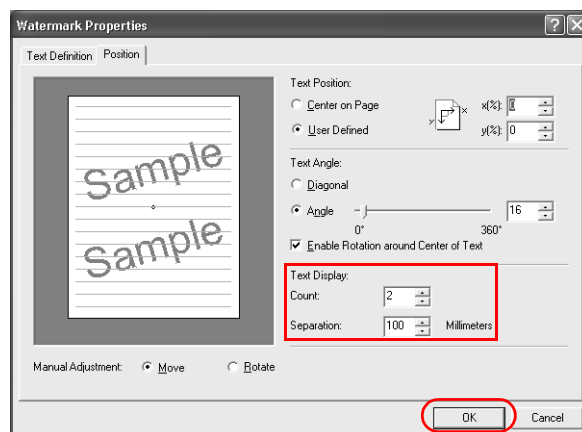 Watermark Properties
Text Definition Position
Sample
Sample
Manual Adjustment: Move Rotate
Text Position:
Center on Page x(%): 0
User Defined y(%): 0
y x
Text Angle:
Diagonal
Angle 16
0° 360°
Enable Rotation around Center of Text
Text Display:
Count: 2
Separation: 100 Millimeters
OK Cancel